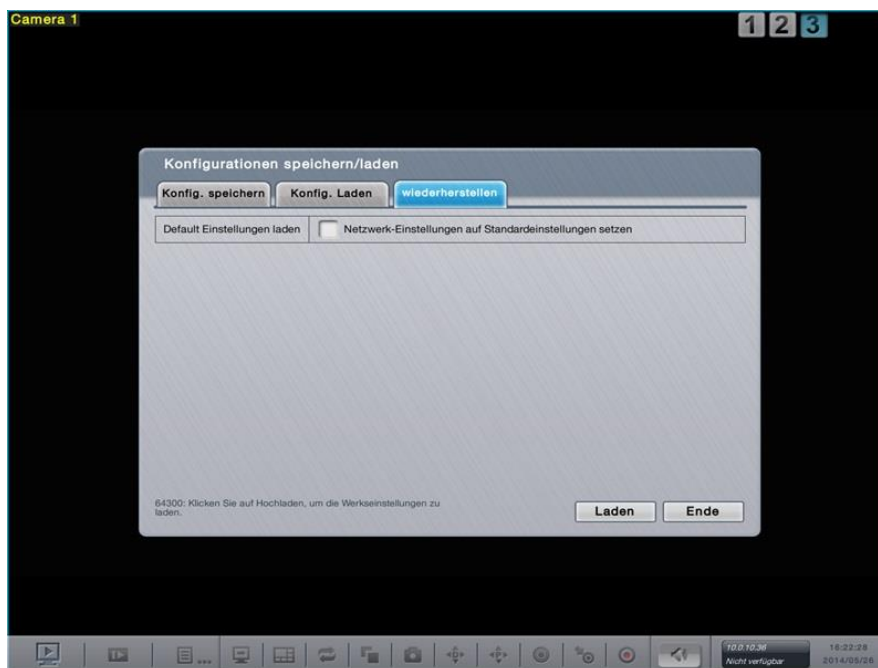 Camera 1
1 2 3
Konfigurationen speichern/laden
Konfig. speichern Konfig. Laden wiederherstellen
Default Einstellungen laden Netzwerk-Einstellungen auf Standardeinstellungen setzen
64300: Klicken Sie auf Hochladen, um die Werkseinstellungen zu
laden.
Laden Ende
10.0.10.36
Nicht verfügbar
16:22:28
2014/05/26